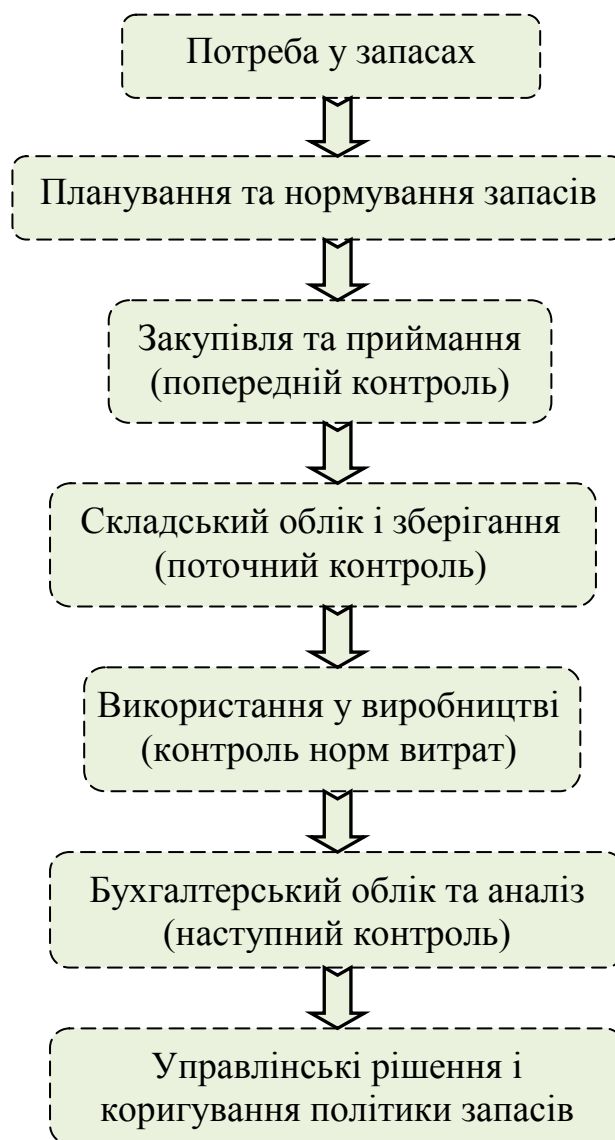 Потреба у запасах
Планування та нормування запасів
Закупівля та приймання
(попередній контроль)
Складський облік і зберігання
(поточний контроль)
Використання у виробництві
(контроль норм витрат)
Бухгалтерський облік та аналіз
(наступний контроль)
Управлінські рішення і
коригування політики запасів